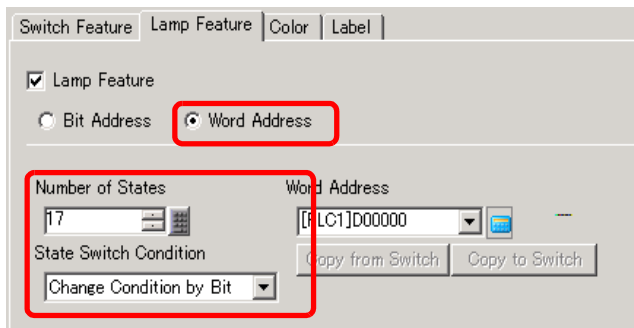 Switch Feature Lamp Feature Color Label
Lamp Feature
Bit Address Word Address
Number of States Word Address
17 [PLC1]D00000
State Switch Condition Copy from Switch Copy to Switch
Change Condition by Bit